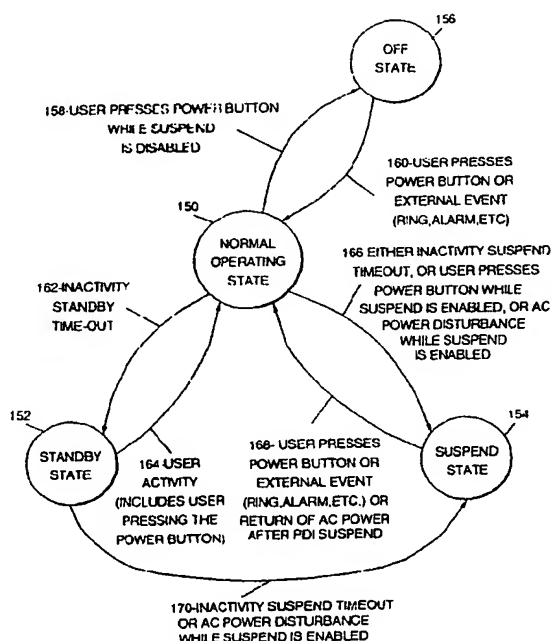 156
OFF
STATE
158-USER PRESSES POWER BUTTON
WHILE SUSPEND
IS DISABLED
160-USER PRESSES
POWER BUTTON OR
EXTERNAL EVENT
(RING,ALARM,ETC)
150
NORMAL
OPERATING
STATE
166 EITHER INACTIVITY SUSPEND
TIMEOUT, OR USER PRESSES
POWER BUTTON WHILE
SUSPEND IS ENABLED, OR AC
POWER DISTURBANCE
WHILE SUSPEND
IS ENABLED
162-INACTIVITY
STANDBY
TIME-OUT
152
STANDBY
STATE
164-USER
ACTIVITY
(INCLUDES USER
PRESSING THE
POWER BUTTON)
168- USER PRESSES
POWER BUTTON OR
EXTERNAL EVENT
(RING,ALARM,ETC.) OR
RETURN OF AC POWER
AFTER PDI SUSPEND
154
SUSPEND
STATE
170-INACTIVITY SUSPEND TIMEOUT
OR AC POWER DISTURBANCE
WHILE SUSPEND IS ENABLED